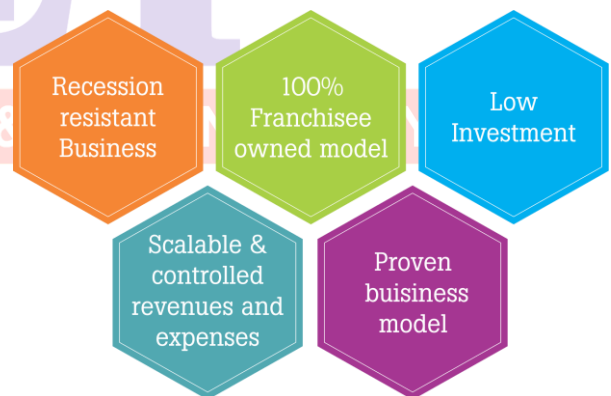 Recession
resistant
Business
100%
Franchisee
owned model
Low
Investment
Scalable &
controlled
revenues and
expenses
Proven
buisiness
model